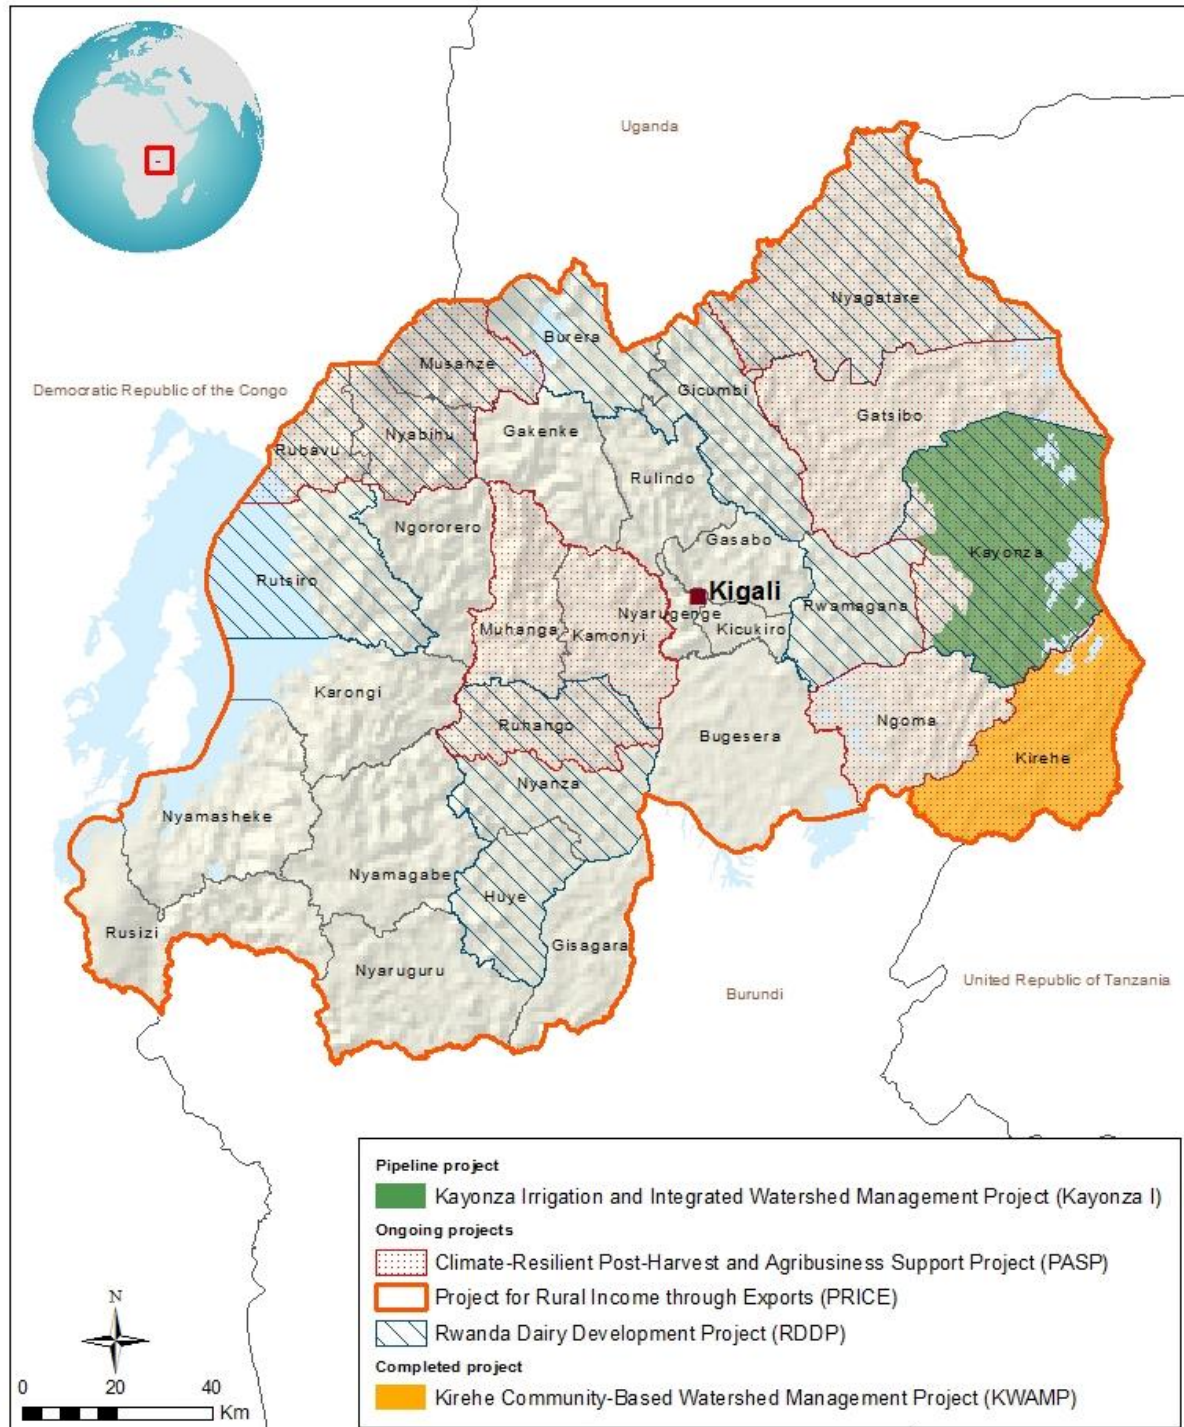 Uganda
Nyagatare
Burera
Musanze
Democratic Republic of the Congo
Gicumbi
Gatsibo
Gakenke
Nyabihu
Rubavu
Rulindo
Ngororero
Gasabo
Kayonza
Rutsiro
Kigali
Rwamagana
Nyarugenge
Kicukiro
Muhanga
Kamonyi
Karongi
Ruhango
Ngoma
Bugesera
Kirehe
Nyanza
Nyamasheke
Nyamagabe
Huye
Rusizi
Gisagara
Nyaruguru
United Republic of Tanzania
Burundi
Pipeline project
Kayonza Irrigation and Integrated Watershed Management Project (Kayonza I)
Ongoing projects
Climate-Resilient Post-Harvest and Agribusiness Support Project (PASP)
Project for Rural Income through Exports (PRICE)
Rwanda Dairy Development Project (RDDP)
Completed project
Kirehe Community-Based Watershed Management Project (KWAMP)
N
0 20 40
Km